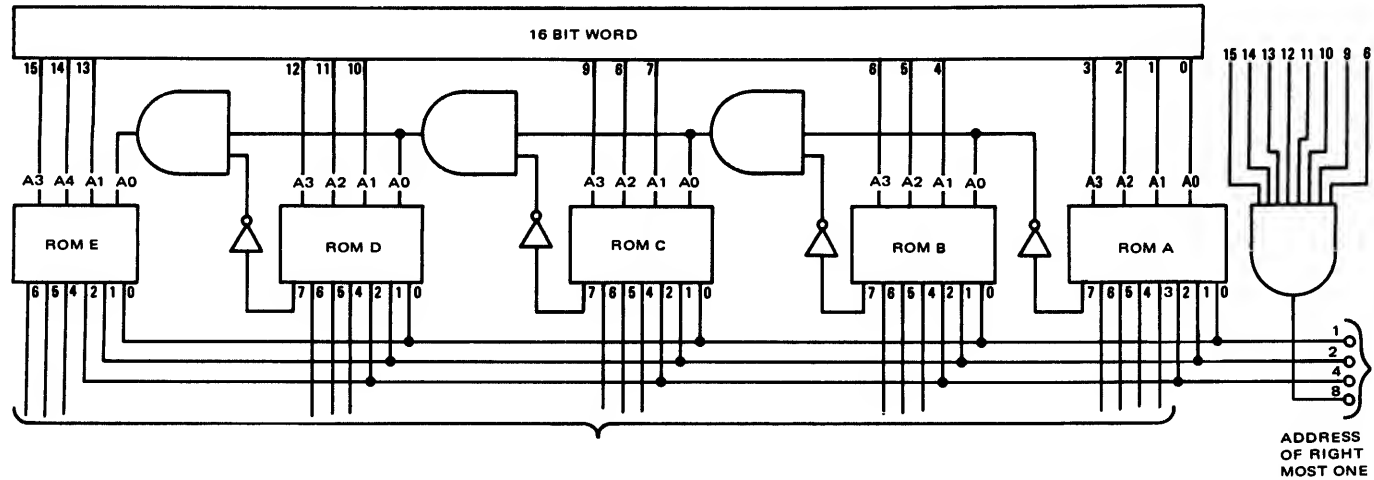 16 BIT WORD
15 14 13 12 11 10 9 6 7 6 5 4 3 2 1 0
15 14 13 12 11 10 9 6
A3 A4 A1 A0 A3 A2 A1 A0 A3 A2 A1 A0 A3 A2 A1 A0 A3 A2 A1 A0
ROM E ROM D ROM C ROM B ROM A
6 5 4 2 1 0 7 6 5 4 2 1 0 7 6 5 4 2 1 0 7 6 5 4 2 1 0 7 6 5 4 3 2 1 0
1
2
4
8
ADDRESS
OF RIGHT
MOST ONE